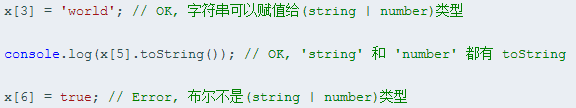 x[3] = 'world'; // OK, 字符串可以赋值给(string | number)类型
console.log(x[5].toString()); // OK, 'string' 和 'number' 都有 toString
x[6] = true; // Error, 布尔不是(string | number)类型